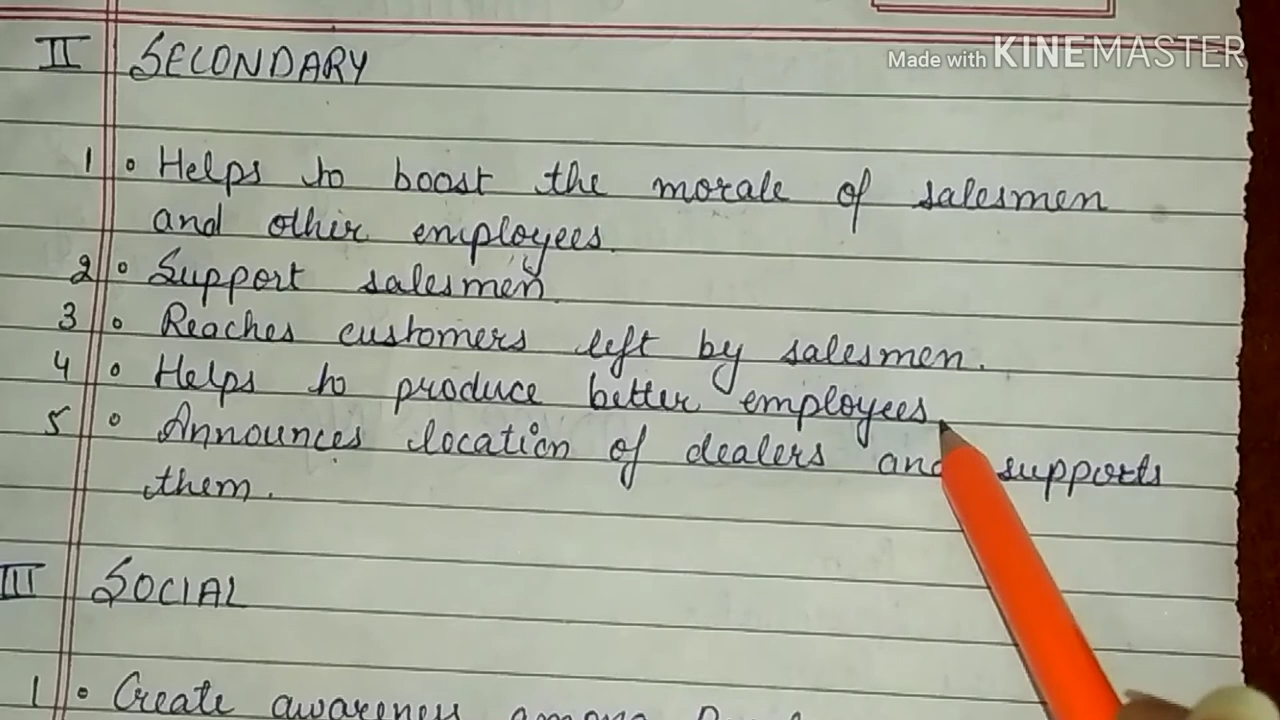 Made with KINEMASTER
II SECONDARY
1 • Helps to boost the morale of salesmen
and other employees.
2 • Support salesmen.
3 • Reaches customers left by salesmen.
4 • Helps to produce better employees.
5 • Announces location of dealers and supports
them.
III SOCIAL
1 • Create awareness among